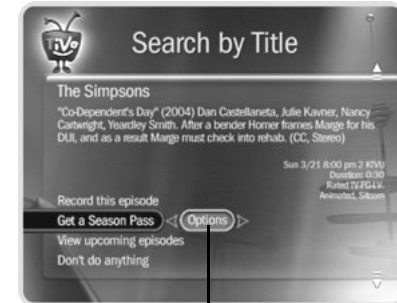 TiVo
Search by Title
The Simpsons
"Co-Dependent's Day" (2004) Dan Castellaneta, Julie Kavner, Nancy
Cartwright, Yeardley Smith. After a bender Homer frames Marge for his
DUI, and as a result Marge must check into rehab. (CC, Stereo)
Sun 3/21 8:00 pm 2 KTVU
Duration: 0:30
Rated TV-PG-LV.
Animated, Sitcom
Record this episode
Get a Season Pass Options
View upcoming episodes
Don't do anything